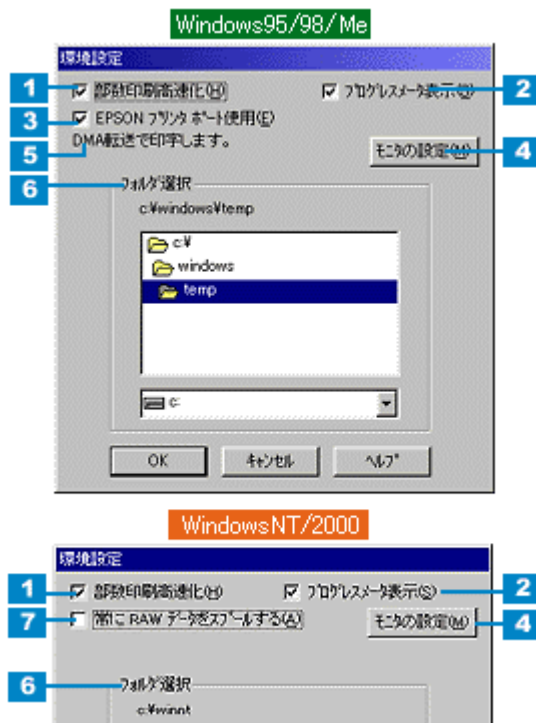 Windows95/98/Me
環境設定
1 部数印刷高速化(H) プログレスメータ表示(S) 2
3 EPSON プリンタ ポート使用(E)
5 DMA転送で印字します。
モニタの設定(M) 4
6 フォルダ選択
c:¥windows¥temp
c:¥
windows
temp
c:
OK キャンセル ヘルプ
WindowsNT/2000
環境設定
1 部数印刷高速化(H) プログレスメータ表示(S) 2
7 常に RAW データをスプールする(A) モニタの設定(M) 4
6 フォルダ選択
c:¥winnt